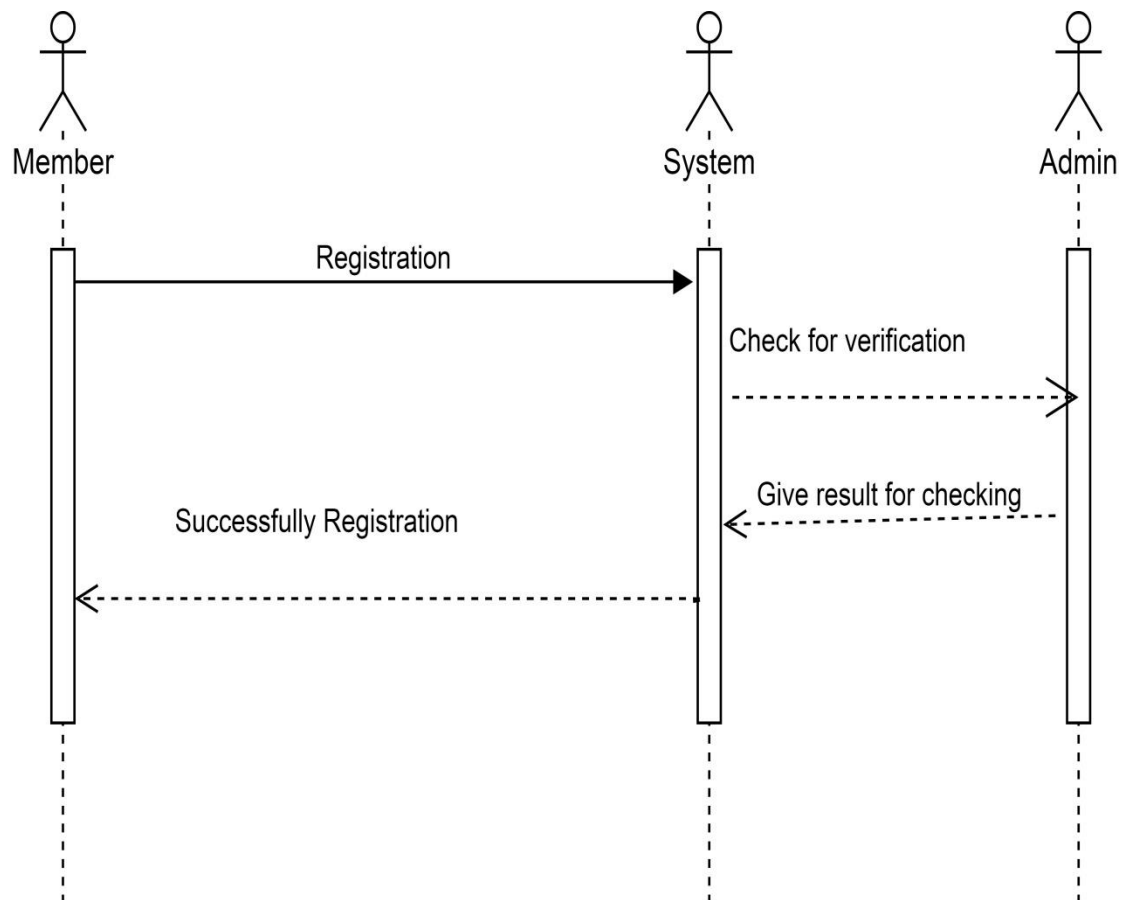 Member
System
Admin
Registration
Check for verification
Give result for checking
Successfully Registration